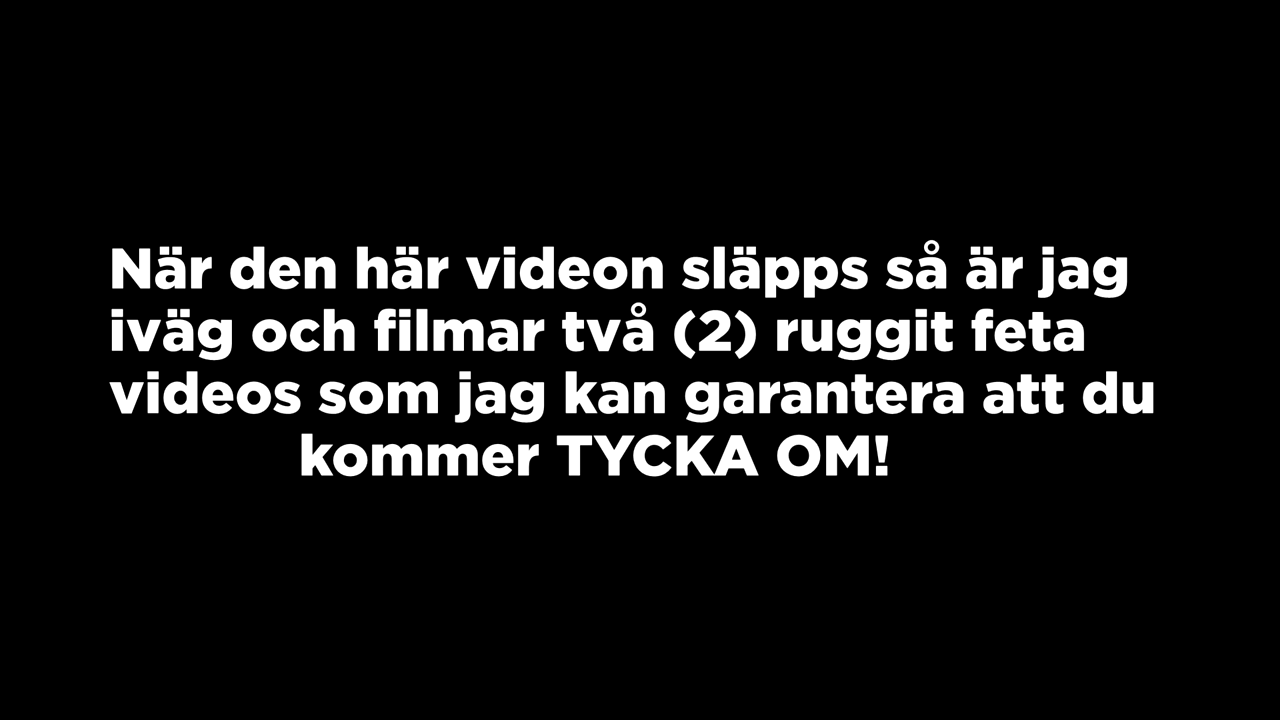 När den här videon släpps så är jag
iväg och filmar två (2) ruggit feta
videos som jag kan garantera att du
kommer TYCKA OM!